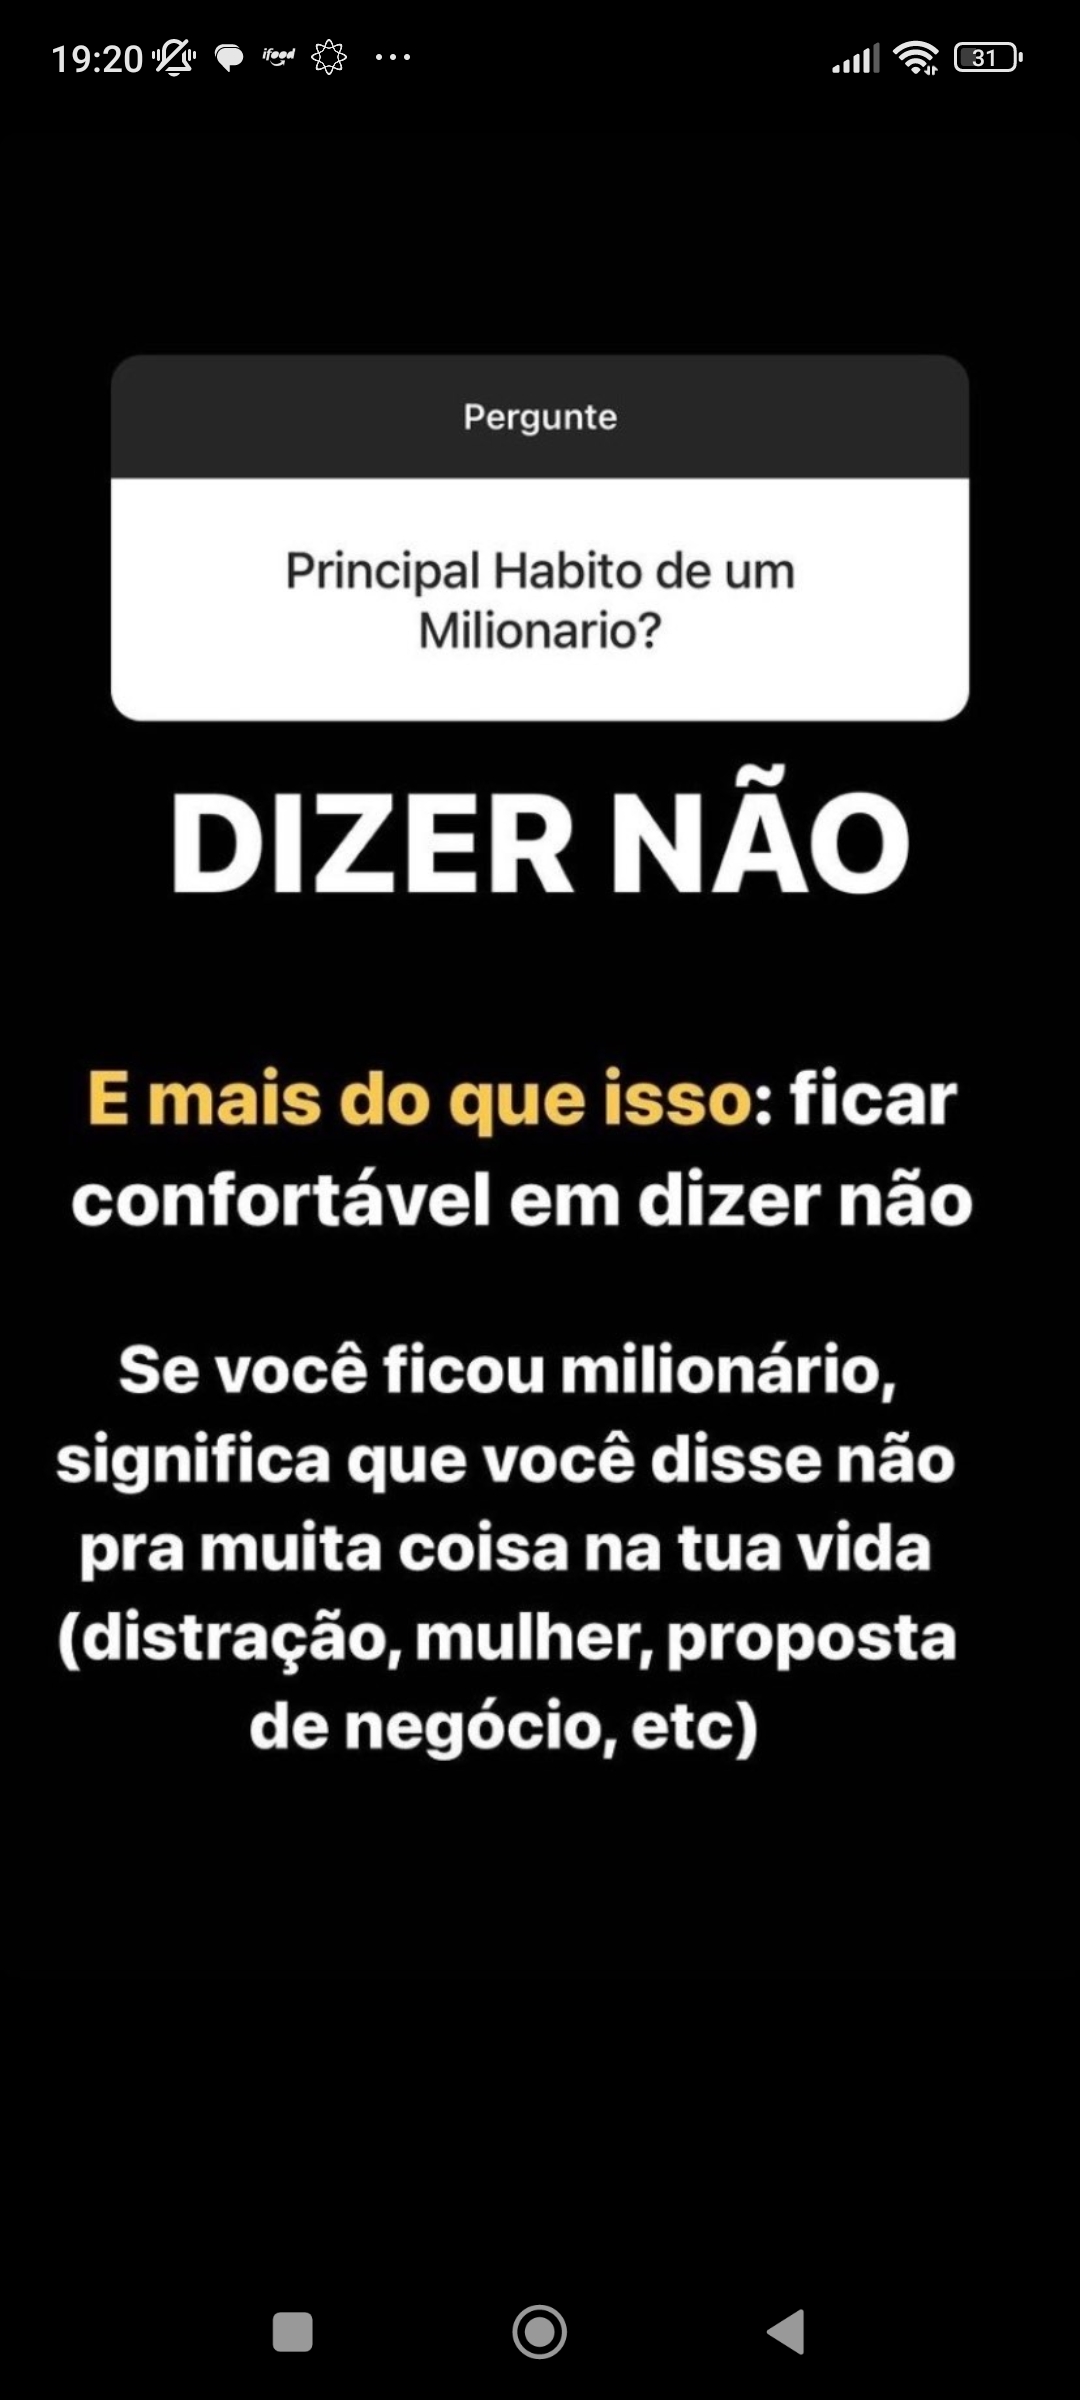 19:20
ifood
31
Pergunte
Principal Habito de um
Milionario?
DIZER NÃO
E mais do que isso: ficar
confortável em dizer não
Se você ficou milionário,
significa que você disse não
pra muita coisa na tua vida
(distração, mulher, proposta
de negócio, etc)